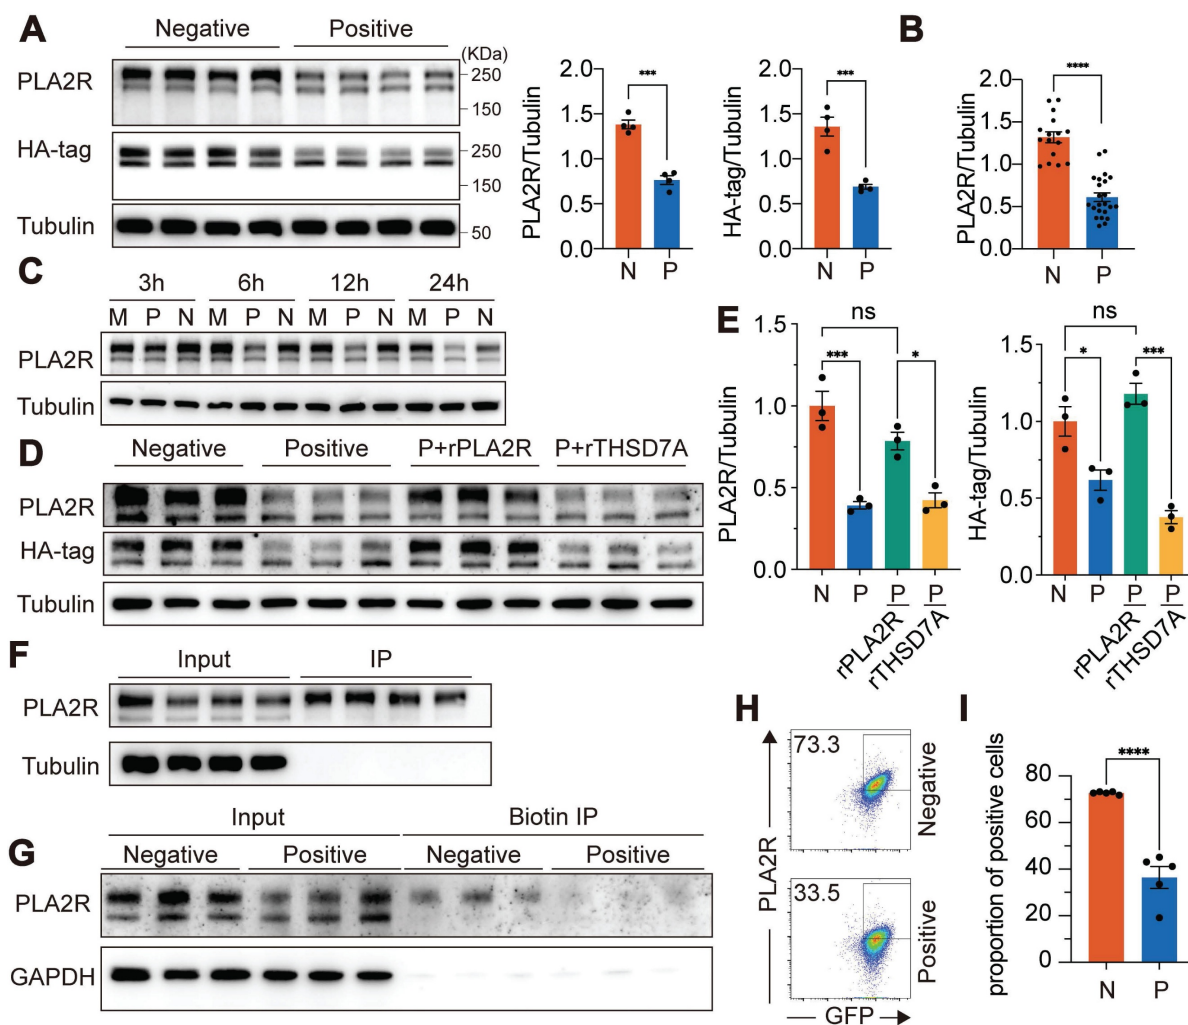 A
Negative Positive
(KDa)
PLA2R
250
150
HA-tag
250
150
Tubulin
50
PLA2R/Tubulin
2.0
1.5
1.0
0.5
0.0
***
N P
HA-tag/Tubulin
2.0
1.5
1.0
0.5
0.0
***
N P
B
PLA2R/Tubulin
2.0
1.5
1.0
0.5
0.0
****
N P
C
3h 6h 12h 24h
M P N M P N M P N M P N
PLA2R
Tubulin
D
Negative Positive P+rPLA2R P+rTHSD7A
PLA2R
HA-tag
Tubulin
E
PLA2R/Tubulin
1.5
1.0
0.5
0.0
ns
*** *
N P P P
rPLA2R rTHSD7A
HA-tag/Tubulin
1.5
1.0
0.5
0.0
ns
* ***
N P P P
rPLA2R rTHSD7A
F
Input IP
PLA2R
Tubulin
G
Input Biotin IP
Negative Positive Negative Positive
PLA2R
GAPDH
H
73.3
Negative
33.5
Positive
PLA2R
GFP
I
proportion of positive cells
80
60
40
20
0
****
N P